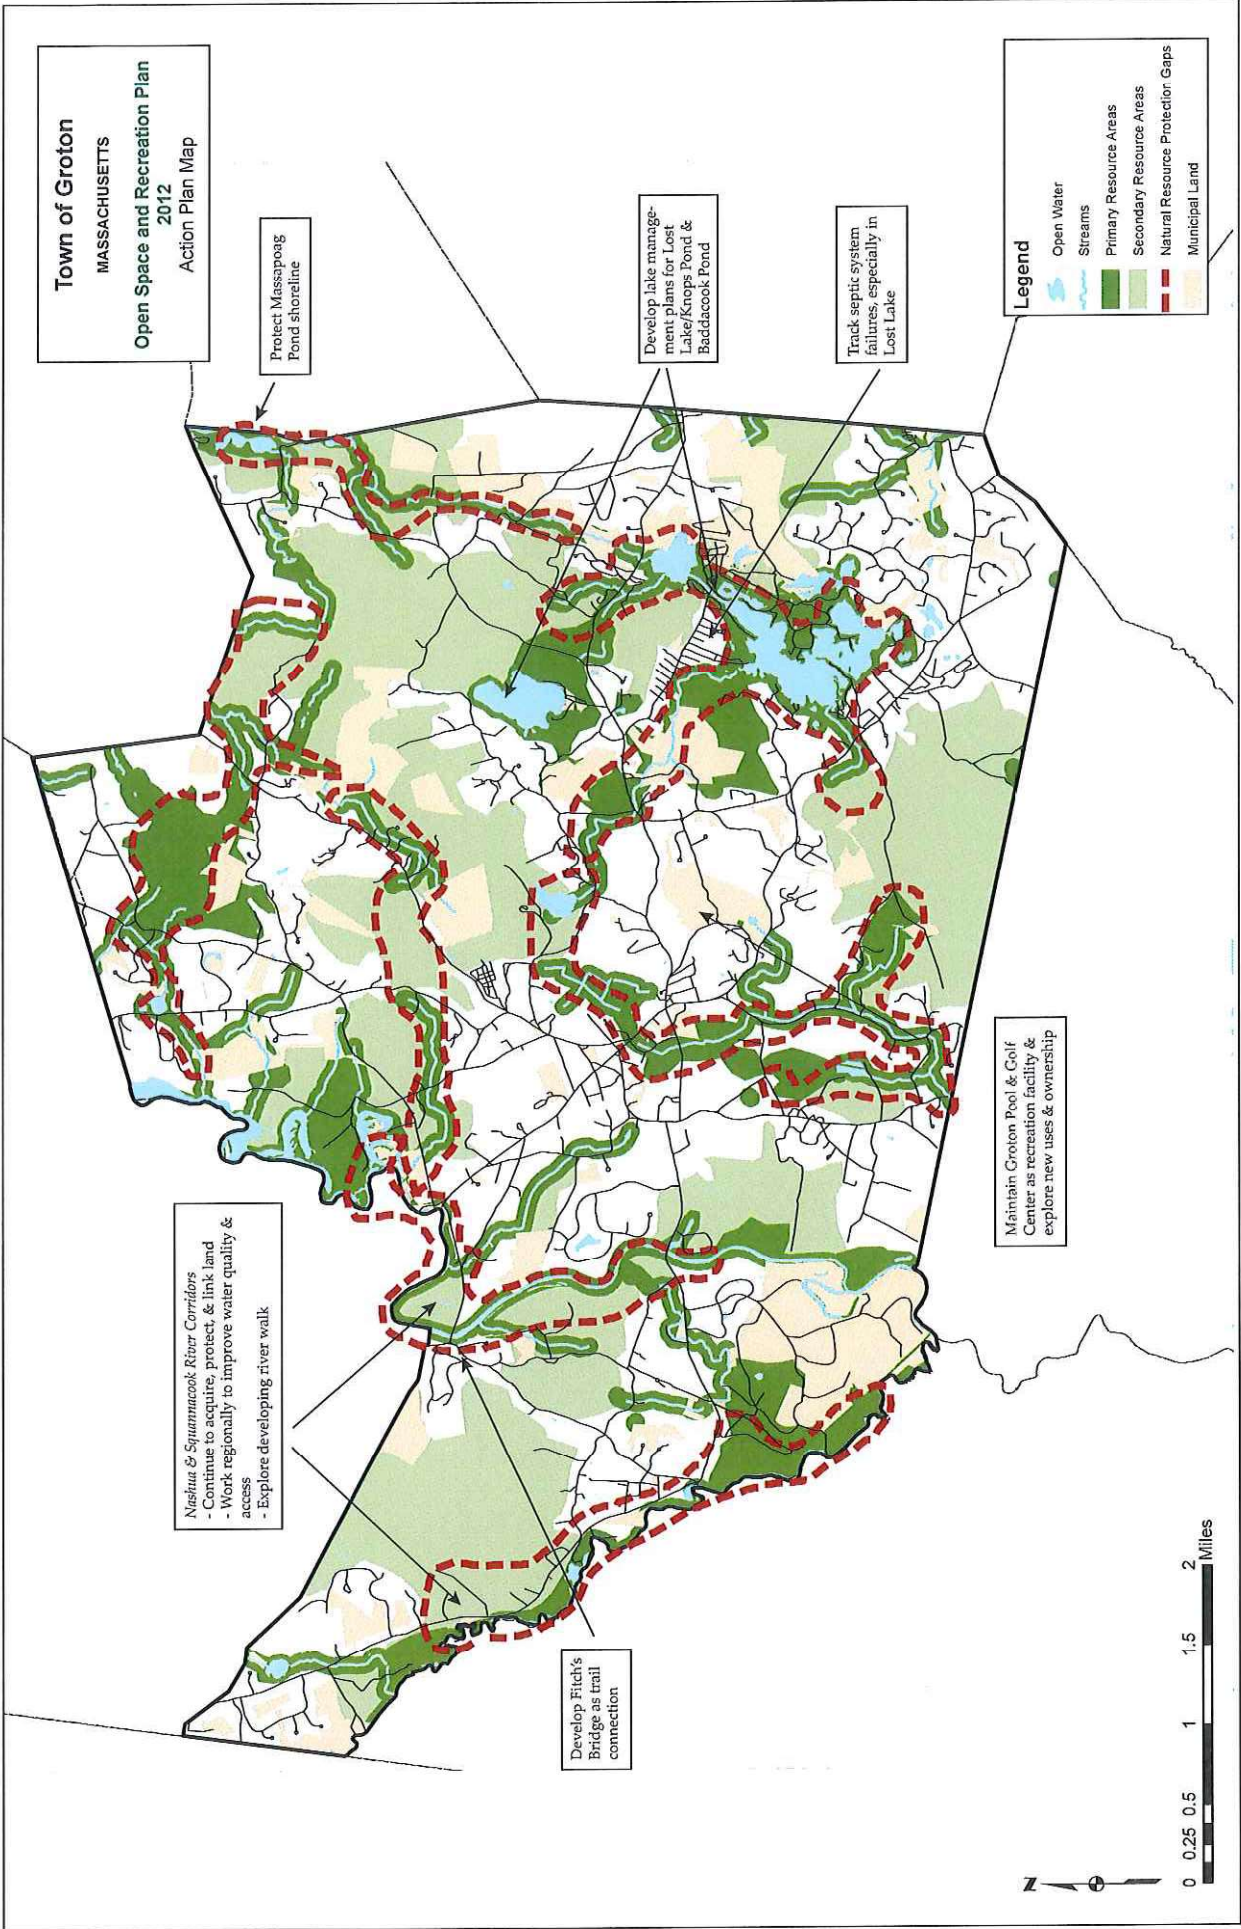 Town of Groton
MASSACHUSETTS
Open Space and Recreation Plan
2012
Action Plan Map
Nashua & Squannacook River Corridors
- Continue to acquire, protect, & link land
- Work regionally to improve water quality &
access
- Explore developing river walk
Protect Massapoag
Pond shoreline
Develop lake manage-
ment plans for Lost
Lake/Knops Pond &
Baddacook Pond
Track septic system
failures, especially in
Lost Lake
Develop Fitch's
Bridge as trail
connection
Maintain Groton Pool & Golf
Center as recreation facility &
explore new uses & ownership
Legend
Open Water
Streams
Primary Resource Areas
Secondary Resource Areas
Natural Resource Protection Gaps
Municipal Land
N
0 0.25 0.5 1 1.5 2
Miles